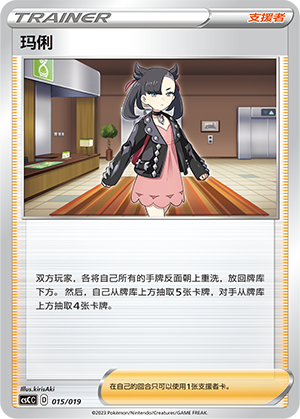 TRAINER 支援者
玛俐
双方玩家，各将自己所有的手牌反面朝上重洗，放回牌库
下方。然后，自己从牌库上方抽取5张卡牌，对手从牌库
上方抽取4张卡牌。
Illus.kirisAki
csCC D 015/019
在自己的回合只可以使用1张支援者卡。
©2023 Pokémon/Nintendo/Creatures/GAME FREAK.